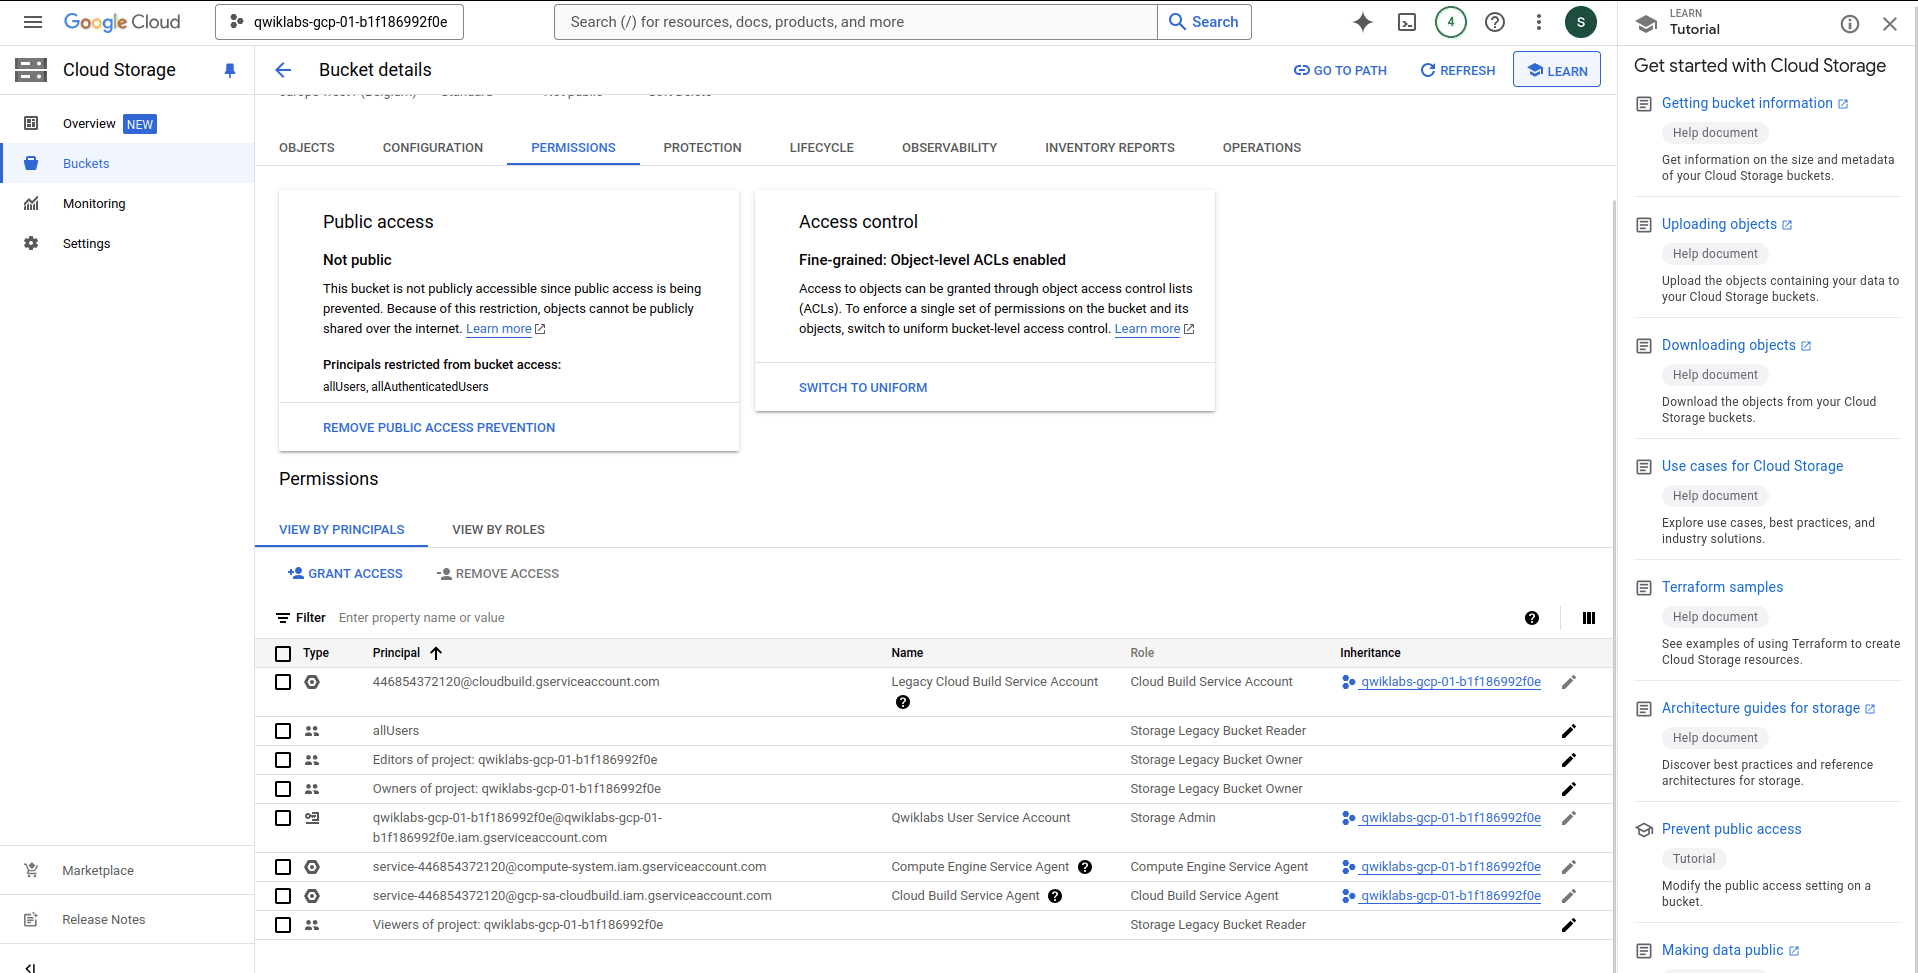 Google Cloud
qwiklabs-gcp-01-b1f186992f0e
Search (/) for resources, docs, products, and more
Search
4
S
LEARN
Tutorial
Cloud Storage
Bucket details
GO TO PATH
REFRESH
LEARN
Get started with Cloud Storage
Overview NEW
Buckets
Monitoring
Settings
Marketplace
Release Notes
OBJECTS
CONFIGURATION
PERMISSIONS
PROTECTION
LIFECYCLE
OBSERVABILITY
INVENTORY REPORTS
OPERATIONS
Public access
Not public
This bucket is not publicly accessible since public access is being
prevented. Because of this restriction, objects cannot be publicly
shared over the internet. Learn more
Principals restricted from bucket access:
allUsers, allAuthenticatedUsers
REMOVE PUBLIC ACCESS PREVENTION
Access control
Fine-grained: Object-level ACLs enabled
Access to objects can be granted through object access control lists
(ACLs). To enforce a single set of permissions on the bucket and its
objects, switch to uniform bucket-level access control. Learn more
SWITCH TO UNIFORM
Permissions
VIEW BY PRINCIPALS
VIEW BY ROLES
GRANT ACCESS
REMOVE ACCESS
Filter Enter property name or value
Type Principal Name Role Inheritance
446854372120@cloudbuild.gserviceaccount.com Legacy Cloud Build Service Account Cloud Build Service Account qwiklabs-gcp-01-b1f186992f0e
allUsers Storage Legacy Bucket Reader
Editors of project: qwiklabs-gcp-01-b1f186992f0e Storage Legacy Bucket Owner
Owners of project: qwiklabs-gcp-01-b1f186992f0e Storage Legacy Bucket Owner
qwiklabs-gcp-01-b1f186992f0e@qwiklabs-gcp-01- Qwiklabs User Service Account Storage Admin qwiklabs-gcp-01-b1f186992f0e
b1f186992f0e.iam.gserviceaccount.com
service-446854372120@compute-system.iam.gserviceaccount.com Compute Engine Service Agent Compute Engine Service Agent qwiklabs-gcp-01-b1f186992f0e
service-446854372120@gcp-sa-cloudbuild.iam.gserviceaccount.com Cloud Build Service Agent Cloud Build Service Agent qwiklabs-gcp-01-b1f186992f0e
Viewers of project: qwiklabs-gcp-01-b1f186992f0e Storage Legacy Bucket Reader
Getting bucket information
Help document
Get information on the size and metadata
of your Cloud Storage buckets.
Uploading objects
Help document
Upload the objects containing your data to
your Cloud Storage buckets.
Downloading objects
Help document
Download the objects from your Cloud
Storage buckets.
Use cases for Cloud Storage
Help document
Explore use cases, best practices, and
industry solutions.
Terraform samples
Help document
See examples of using Terraform to create
Cloud Storage resources.
Architecture guides for storage
Help document
Discover best practices and reference
architectures for storage.
Prevent public access
Tutorial
Modify the public access setting on a
bucket.
Making data public